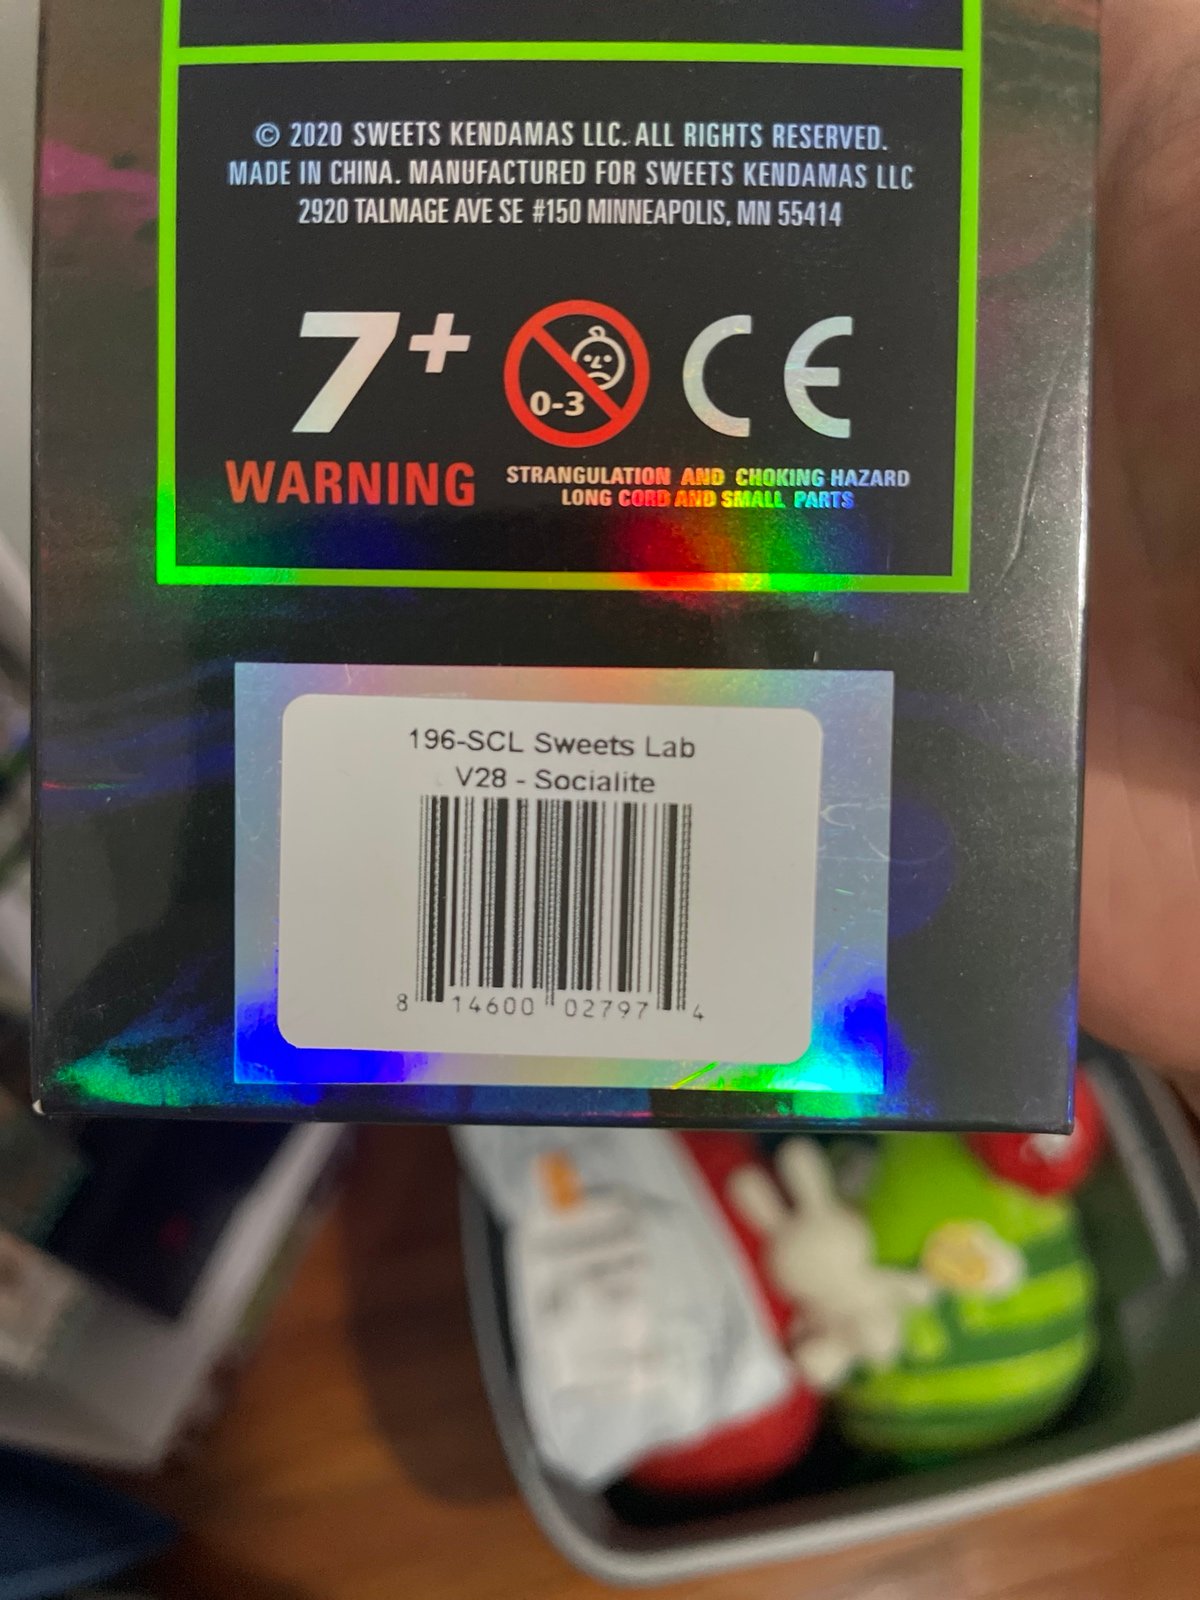 © 2020 SWEETS KENDAMAS LLC. ALL RIGHTS RESERVED.
MADE IN CHINA. MANUFACTURED FOR SWEETS KENDAMAS LLC
2920 TALMAGE AVE SE #150 MINNEAPOLIS, MN 55414
7+
0-3
CE
WARNING
STRANGULATION AND CHOKING HAZARD
LONG CORD AND SMALL PARTS
196-SCL Sweets Lab
V28 - Socialite
8 14600 02797 4